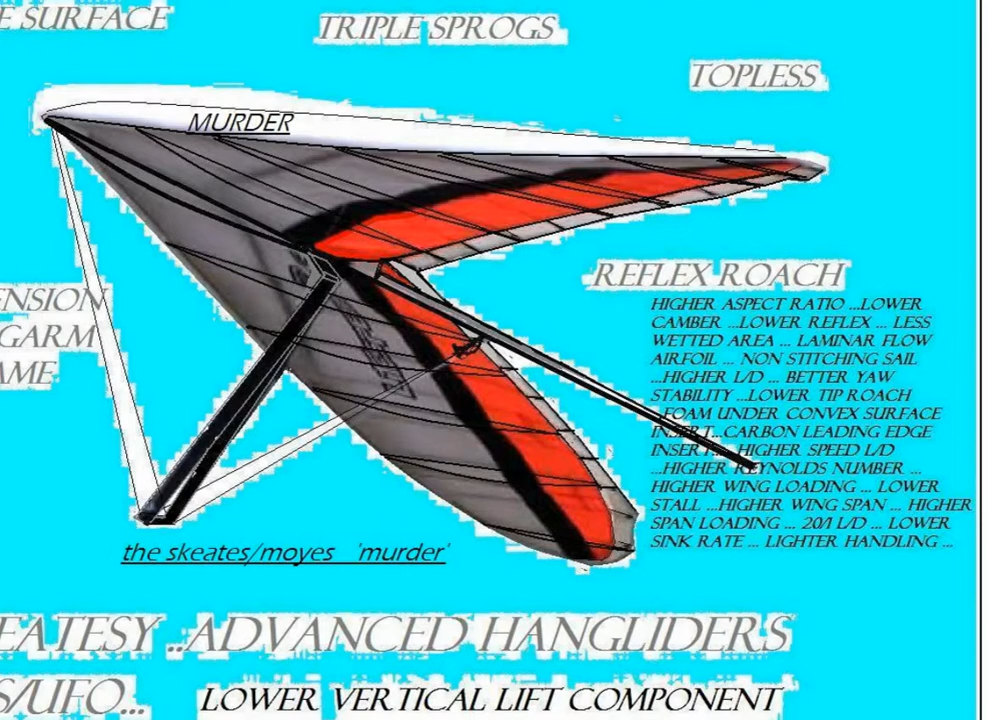 E SURFACE
TRIPLE SPROGS
TOPLESS
MURDER
REFLEX ROACH
HIGHER ASPECT RATIO ...LOWER
CAMBER ...LOWER REFLEX ... LESS
WETTED AREA ... LAMINAR FLOW
AIRFOIL ... NON STITCHING SAIL
...HIGHER L/D ... BETTER YAW
STABILITY ...LOWER TIP ROACH
..FOAM UNDER CONVEX SURFACE
INSERT...CARBON LEADING EDGE
INSERT... HIGHER SPEED L/D
...HIGHER REYNOLDS NUMBER ...
HIGHER WING LOADING ... LOWER
STALL ...HIGHER WING SPAN ... HIGHER
SPAN LOADING ... 20/1 L/D ... LOWER
SINK RATE ... LIGHTER HANDLING ...
ENSION
GARM
AME
the skeates/moyes 'murder'
EATESY ..ADVANCED HANGLIDERS
S/UFO...
LOWER VERTICAL LIFT COMPONENT